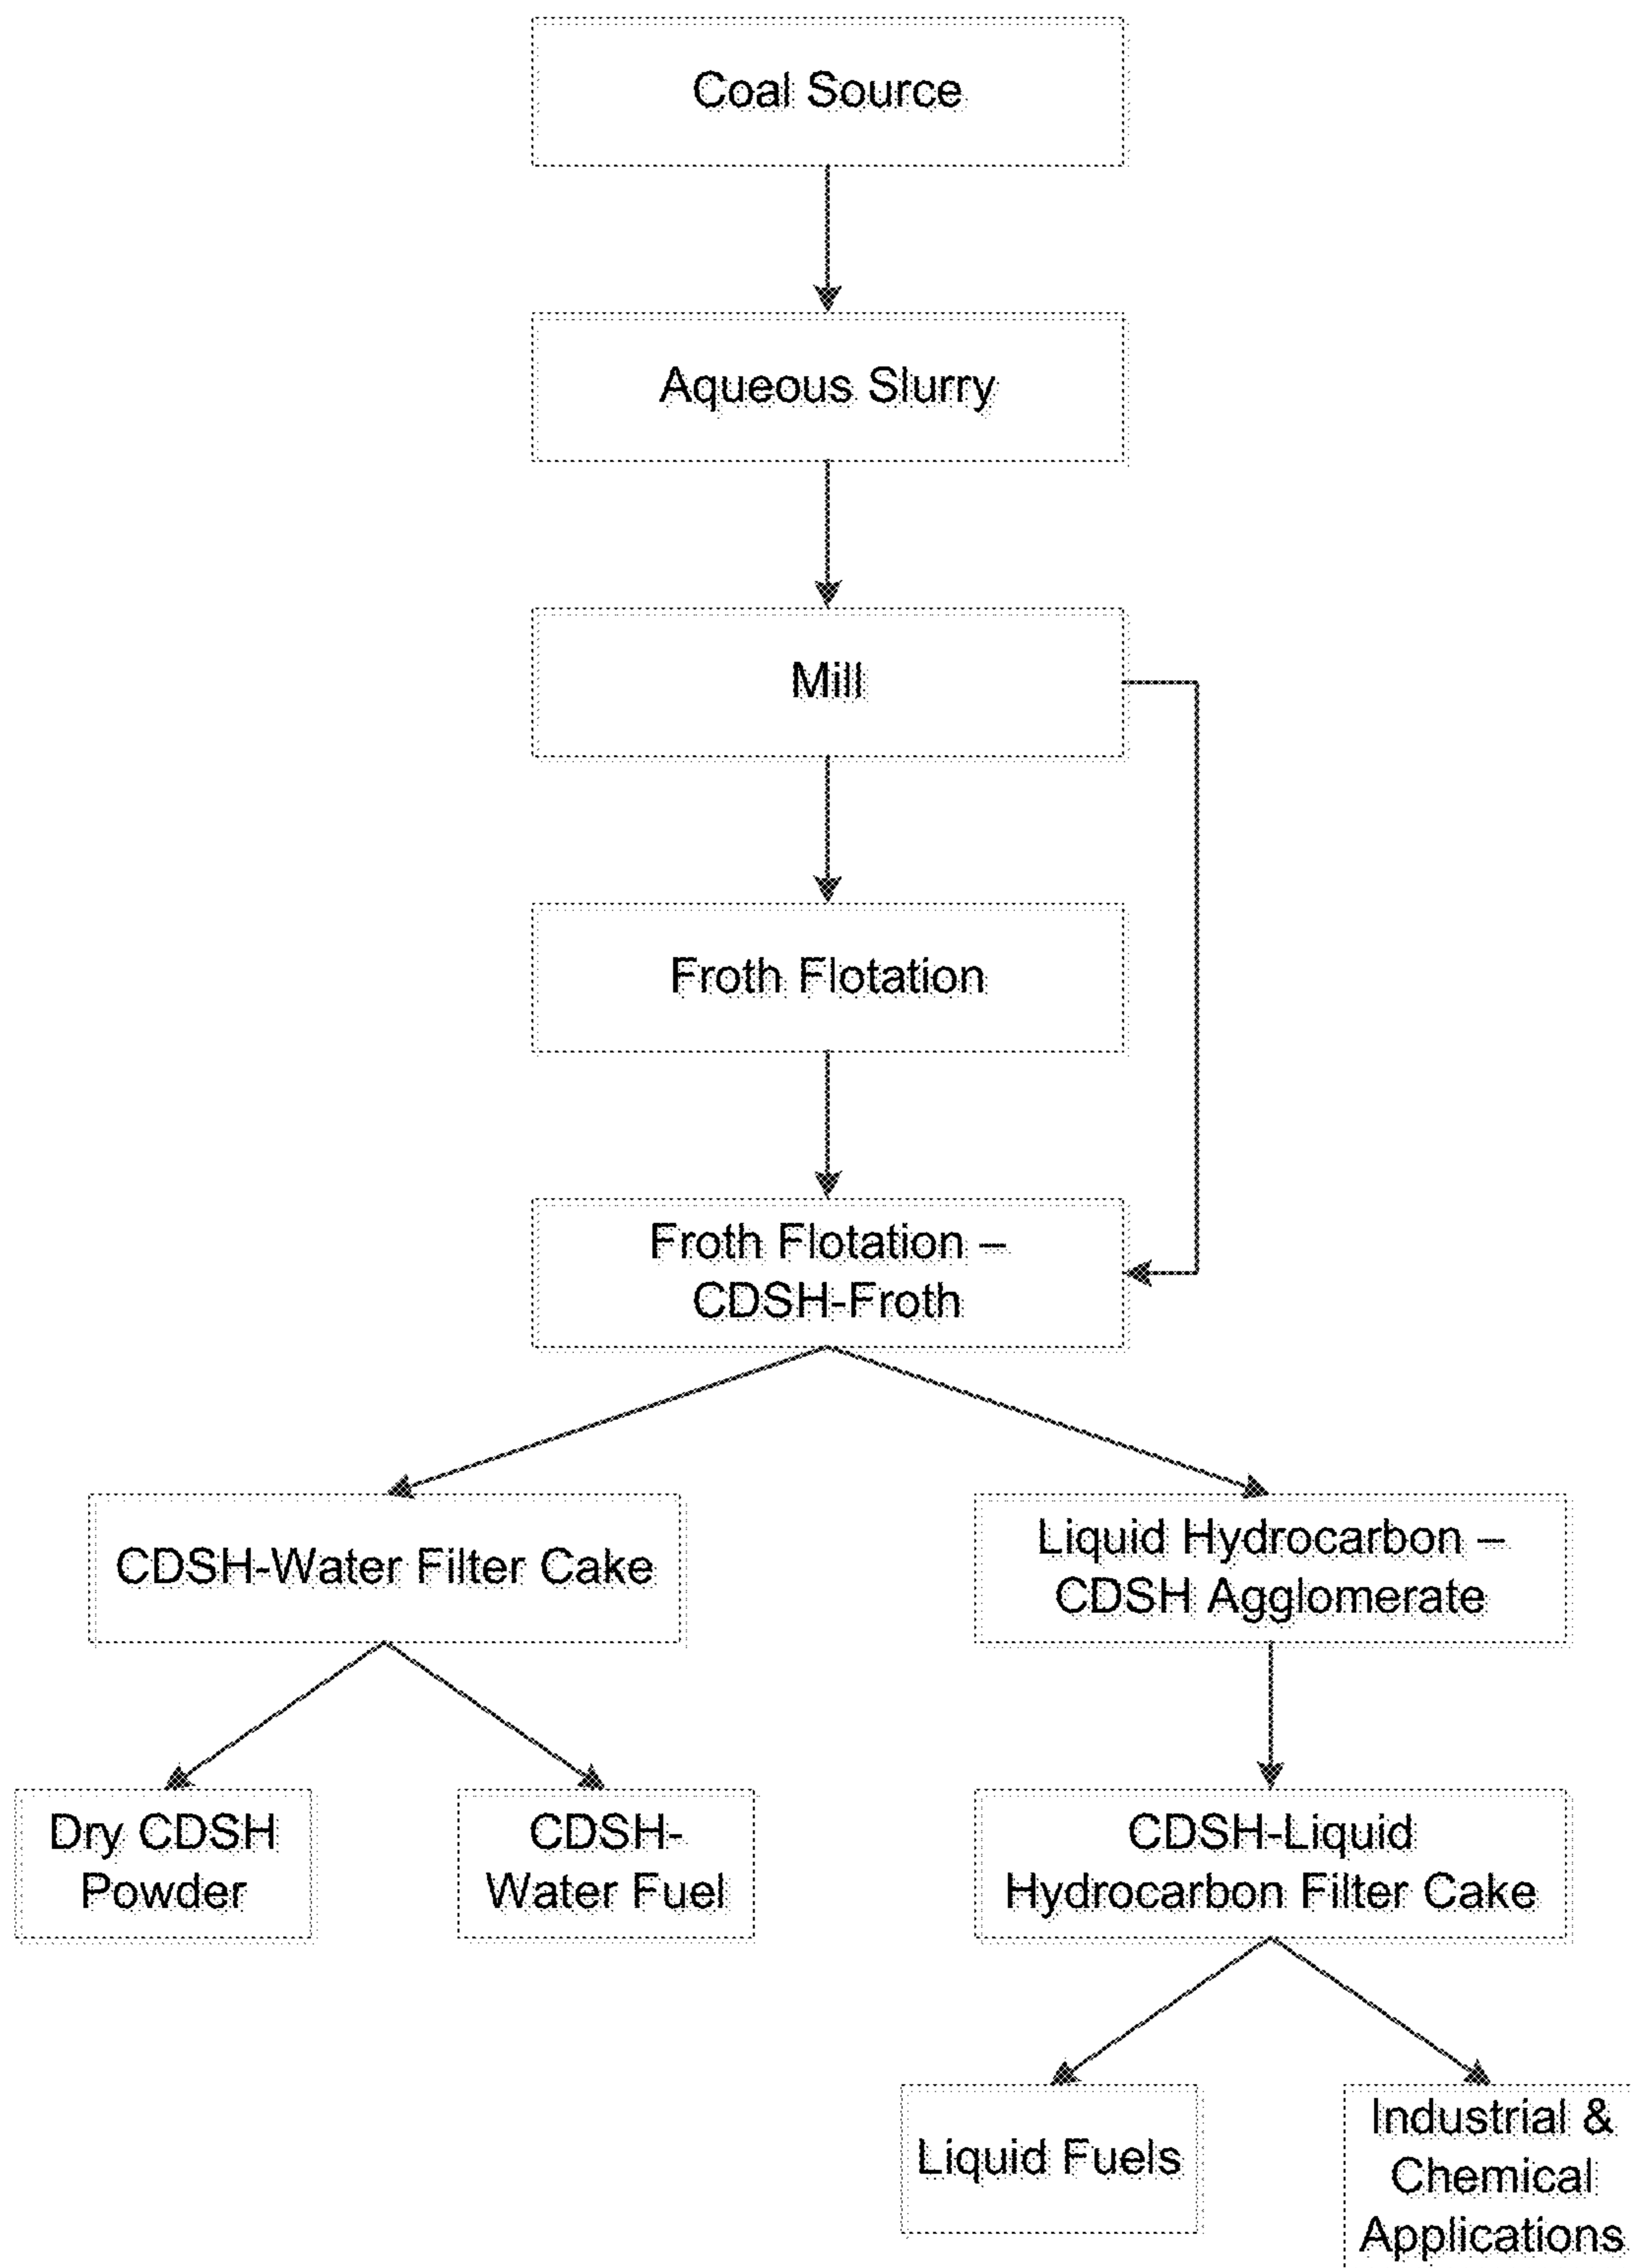 Coal Source
Aqueous Slurry
Mill
Froth Flotation
Froth Flotation –
CDSH-Froth
CDSH-Water Filter Cake
Liquid Hydrocarbon –
CDSH Agglomerate
Dry CDSH
Powder
CDSH-
Water Fuel
CDSH-Liquid
Hydrocarbon Filter Cake
Liquid Fuels
Industrial &
Chemical
Applications